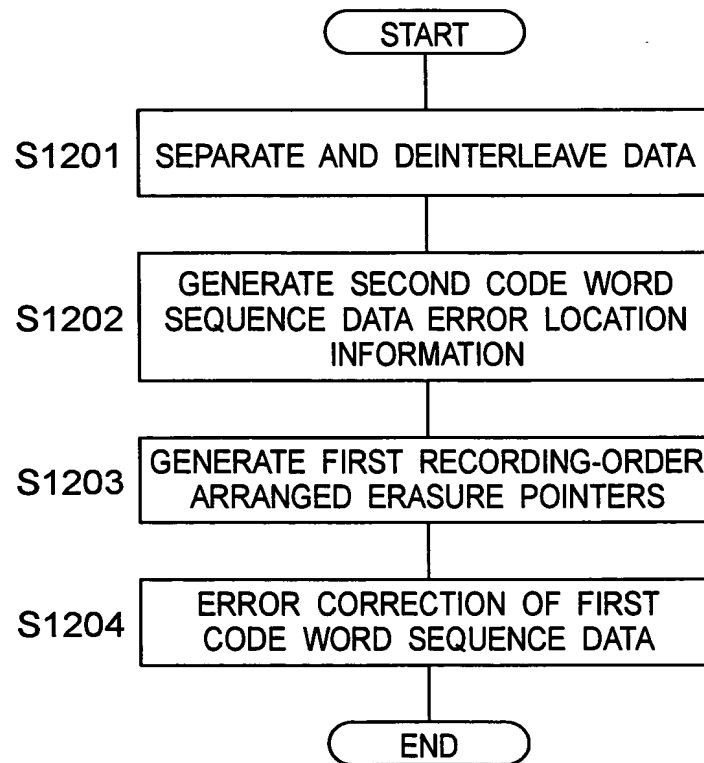 START
S1201 SEPARATE AND DEINTERLEAVE DATA
GENERATE SECOND CODE WORD
S1202 SEQUENCE DATA ERROR LOCATION
INFORMATION
GENERATE FIRST RECORDING-ORDER
S1203 ARRANGED ERASURE POINTERS
ERROR CORRECTION OF FIRST
S1204 CODE WORD SEQUENCE DATA
END